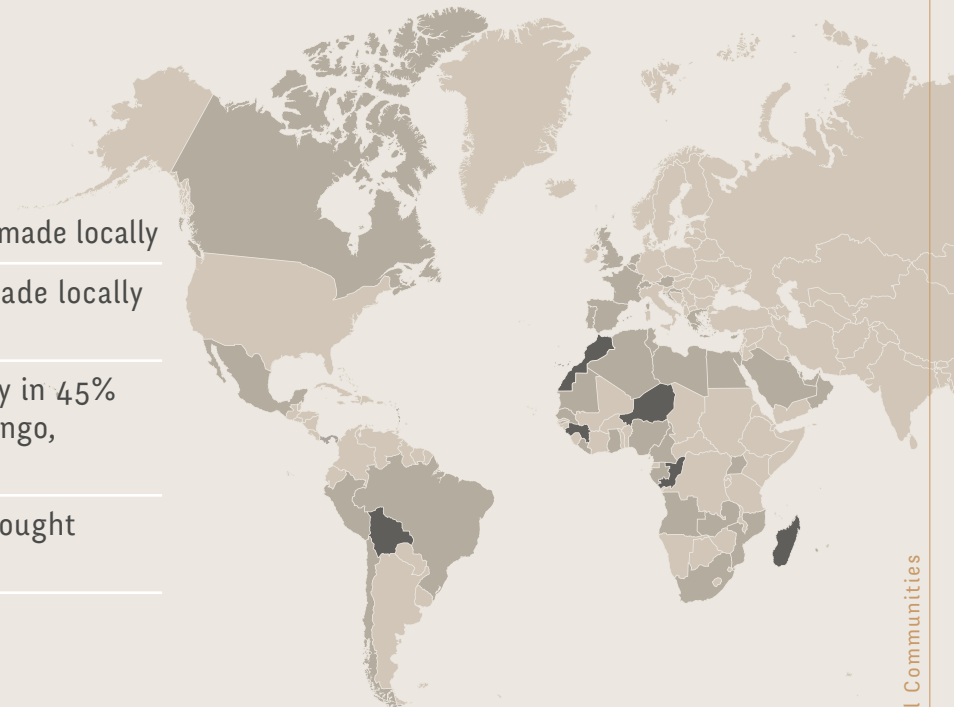 made locally
ade locally
y in 45%
ngo,
ought
l Communities